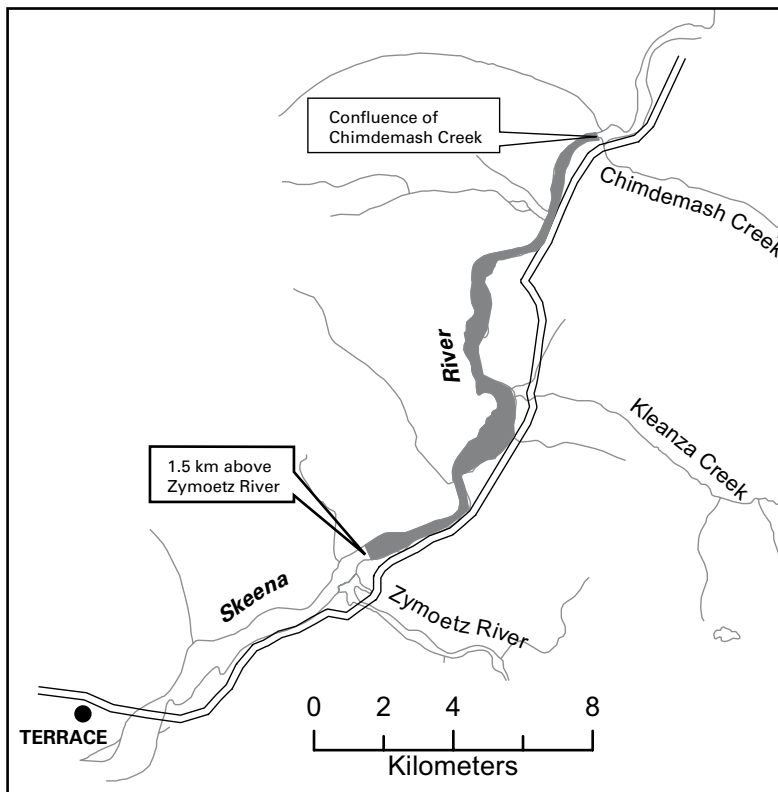 Confluence of
Chimdemash Creek
Chimdemash Creek
River
Kleanza Creek
1.5 km above
Zymoetz River
Skeena
Zymoetz River
TERRACE
0 2 4 8
Kilometers